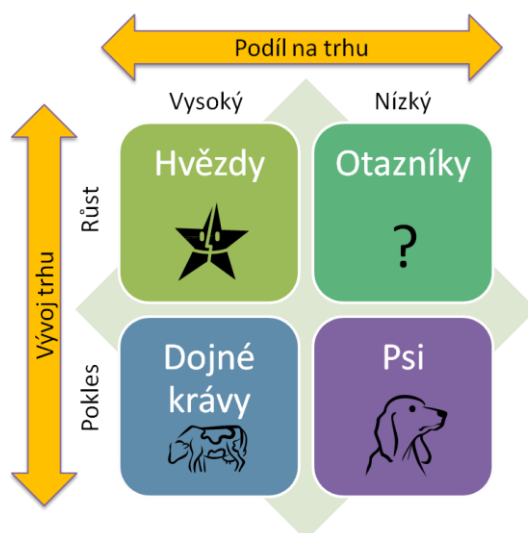 Podíl na trhu
Vysoký
Nízký
Vývoj trhu
Růst
Hvězdy
Otazníky
?
Pokles
Dojné
krávy
Psi